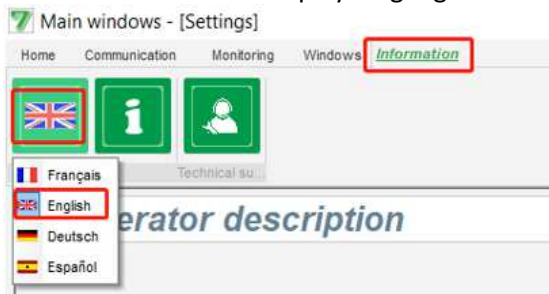 Main windows - [Settings]
Home Communication Monitoring Windows Information
Technical su...
Français
English
erator description
Deutsch
Español